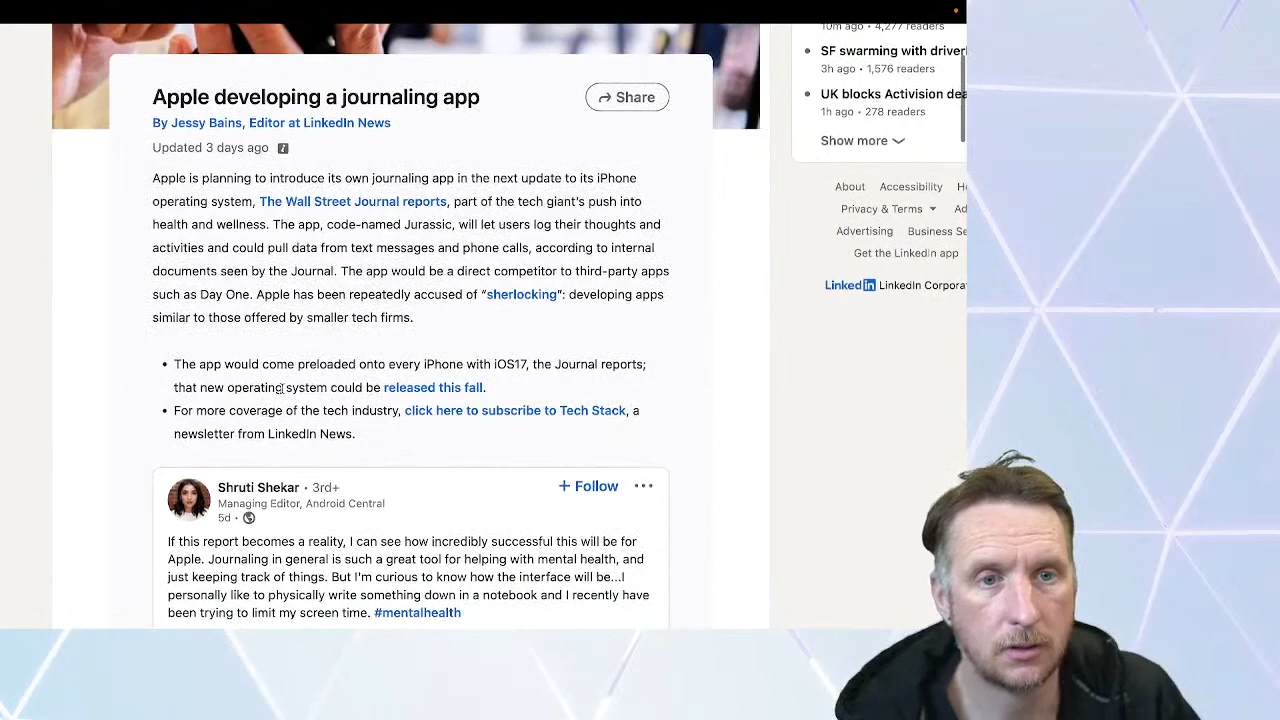 Apple developing a journaling app
Share
By Jessy Bains, Editor at LinkedIn News
Updated 3 days ago
Apple is planning to introduce its own journaling app in the next update to its iPhone
operating system, The Wall Street Journal reports, part of the tech giant's push into
health and wellness. The app, code-named Jurassic, will let users log their thoughts and
activities and could pull data from text messages and phone calls, according to internal
documents seen by the Journal. The app would be a direct competitor to third-party apps
such as Day One. Apple has been repeatedly accused of “sherlocking”: developing apps
similar to those offered by smaller tech firms.
• The app would come preloaded onto every iPhone with iOS17, the Journal reports;
that new operating system could be released this fall.
• For more coverage of the tech industry, click here to subscribe to Tech Stack, a
newsletter from LinkedIn News.
Shruti Shekar • 3rd+
+ Follow
Managing Editor, Android Central
5d •
If this report becomes a reality, I can see how incredibly successful this will be for
Apple. Journaling in general is such a great tool for helping with mental health, and
just keeping track of things. But I'm curious to know how the interface will be...I
personally like to physically write something down in a notebook and I recently have
been trying to limit my screen time. #mentalhealth
10m ago • 4,277 readers
• SF swarming with driverl
3h ago • 1,576 readers
• UK blocks Activision dea
1h ago • 278 readers
Show more
About Accessibility He
Privacy & Terms Ad
Advertising Business Se
Get the LinkedIn app
LinkedIn LinkedIn Corporat